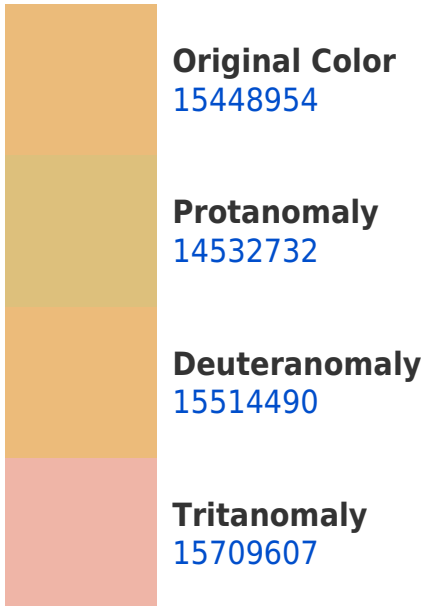 Original Color
15448954
Protanomaly
14532732
Deuteranomaly
15514490
Tritanomaly
15709607